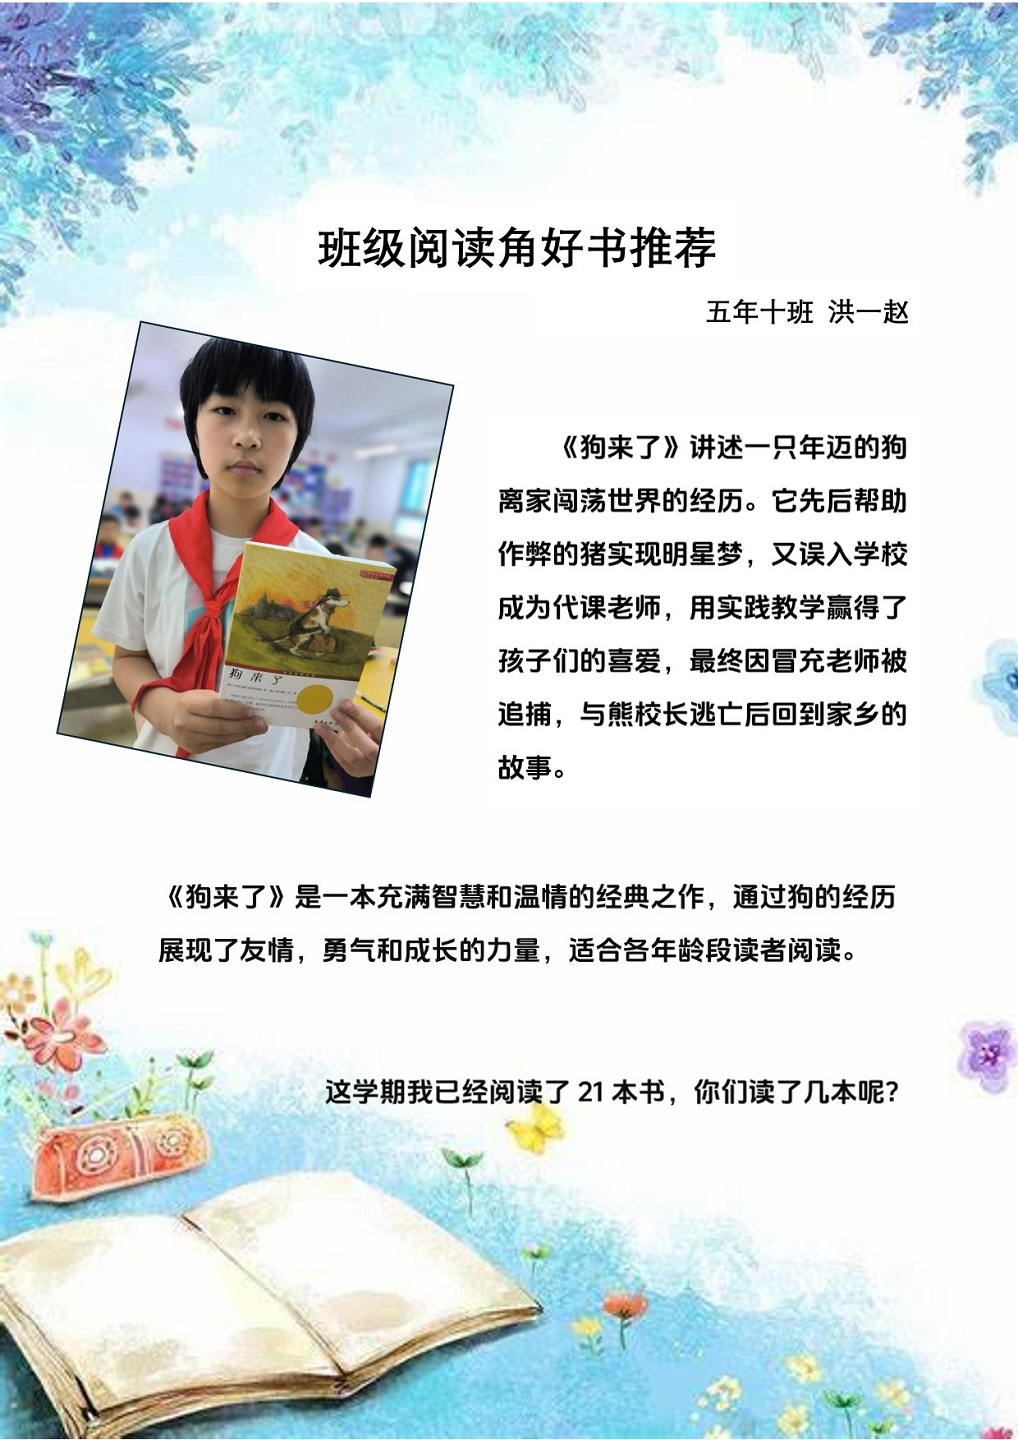 班级阅读角好书推荐
五年十班 洪一赵
《狗来了》讲述一只年迈的狗
离家闯荡世界的经历。它先后帮助
作弊的猪实现明星梦，又误入学校
成为代课老师，用实践教学赢得了
孩子们的喜爱，最终因冒充老师被
追捕，与熊校长逃亡后回到家乡的
故事。
狗来了
《狗来了》是一本充满智慧和温情的经典之作，通过狗的经历
展现了友情，勇气和成长的力量，适合各年龄段读者阅读。
这学期我已经阅读了 21 本书，你们读了几本呢？